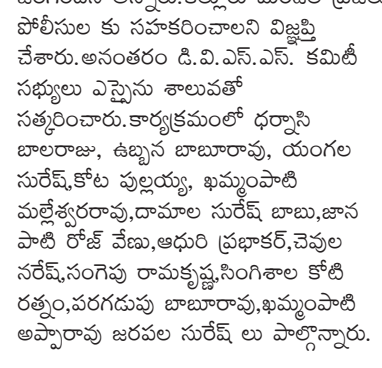 పోలీసుల కు సహకరించాలని విజ్ఞప్తి
చేశారు.అనంతరం డి.వి.ఎస్.ఎస్. కమిటీ
సభ్యులు ఎస్పైను శాలువతో
సత్కరించారు.కార్యక్రమంలో ధర్నాసి
బాలరాజు, ఉబ్బన బాబూరావు, యంగల
సురేష్,కోట పుల్లయ్య, ఖమ్మంపాటి
మల్లేశ్వరరావు,దామాల సురేష్ బాబు,జాన
పాటి రోజ్ వేణు,ఆధురి ప్రభాకర్,చెవుల
నరేష్,సంగెపు రామకృష్ణ,సింగిశాల కోటి
రత్నం,పరగడుపు బాబూరావు,ఖమ్మంపాటి
అప్పారావు జరపల సురేష్ లు పాల్గొన్నారు.